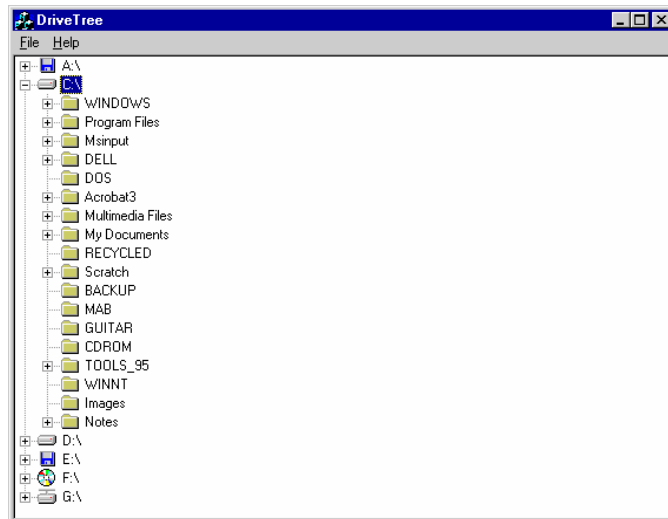 DriveTree
File Help
A:\
C:\
WINDOWS
Program Files
Msinput
DELL
DOS
Acrobat3
Multimedia Files
My Documents
RECYCLED
Scratch
BACKUP
MAB
GUITAR
CDROM
TOOLS_95
WINNT
Images
Notes
D:\
E:\
F:\
G:\